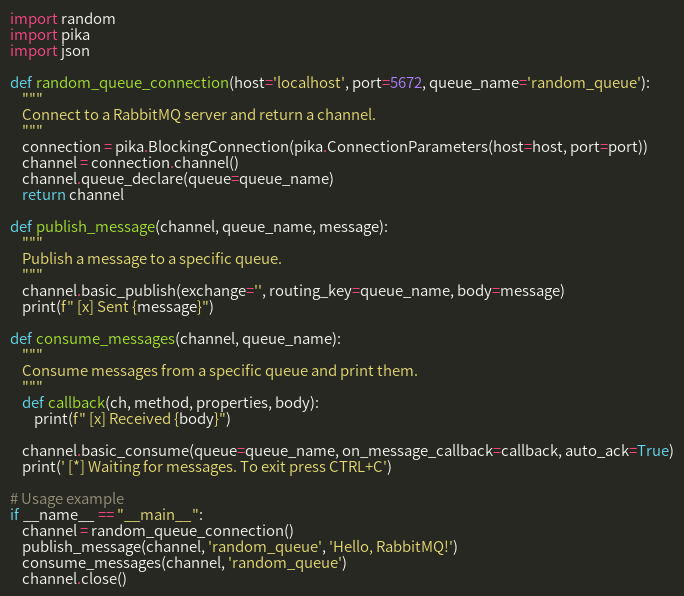 import random
import pika
import json
def random_queue_connection(host='localhost', port=5672, queue_name='random_queue'):
    """
    Connect to a RabbitMQ server and return a channel.
    """
    connection = pika.BlockingConnection(pika.ConnectionParameters(host=host, port=port))
    channel = connection.channel()
    channel.queue_declare(queue=queue_name)
    return channel
def publish_message(channel, queue_name, message):
    """
    Publish a message to a specific queue.
    """
    channel.basic_publish(exchange='', routing_key=queue_name, body=message)
    print(f" [x] Sent {message}")
def consume_messages(channel, queue_name):
    """
    Consume messages from a specific queue and print them.
    """
    def callback(ch, method, properties, body):
        print(f" [x] Received {body}")
    channel.basic_consume(queue=queue_name, on_message_callback=callback, auto_ack=True)
    print(' [*] Waiting for messages. To exit press CTRL+C')
# Usage example
if __name__ == "__main__":
    channel = random_queue_connection()
    publish_message(channel, 'random_queue', 'Hello, RabbitMQ!')
    consume_messages(channel, 'random_queue')
    channel.close()